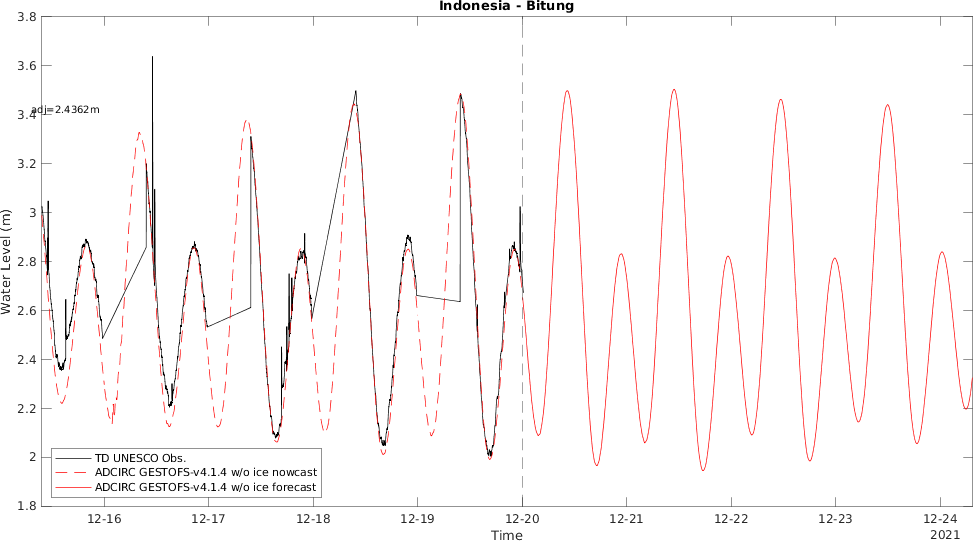 Indonesia - Bitung
3.8
3.6
3.4
3.2
3
2.8
2.6
2.4
2.2
2
1.8
adj=2.4362m
Water Level (m)
TD UNESCO Obs.
ADCIRC GESTOFS-v4.1.4 w/o ice nowcast
ADCIRC GESTOFS-v4.1.4 w/o ice forecast
12-16 12-17 12-18 12-19 12-20 12-21 12-22 12-23 12-24
Time 2021